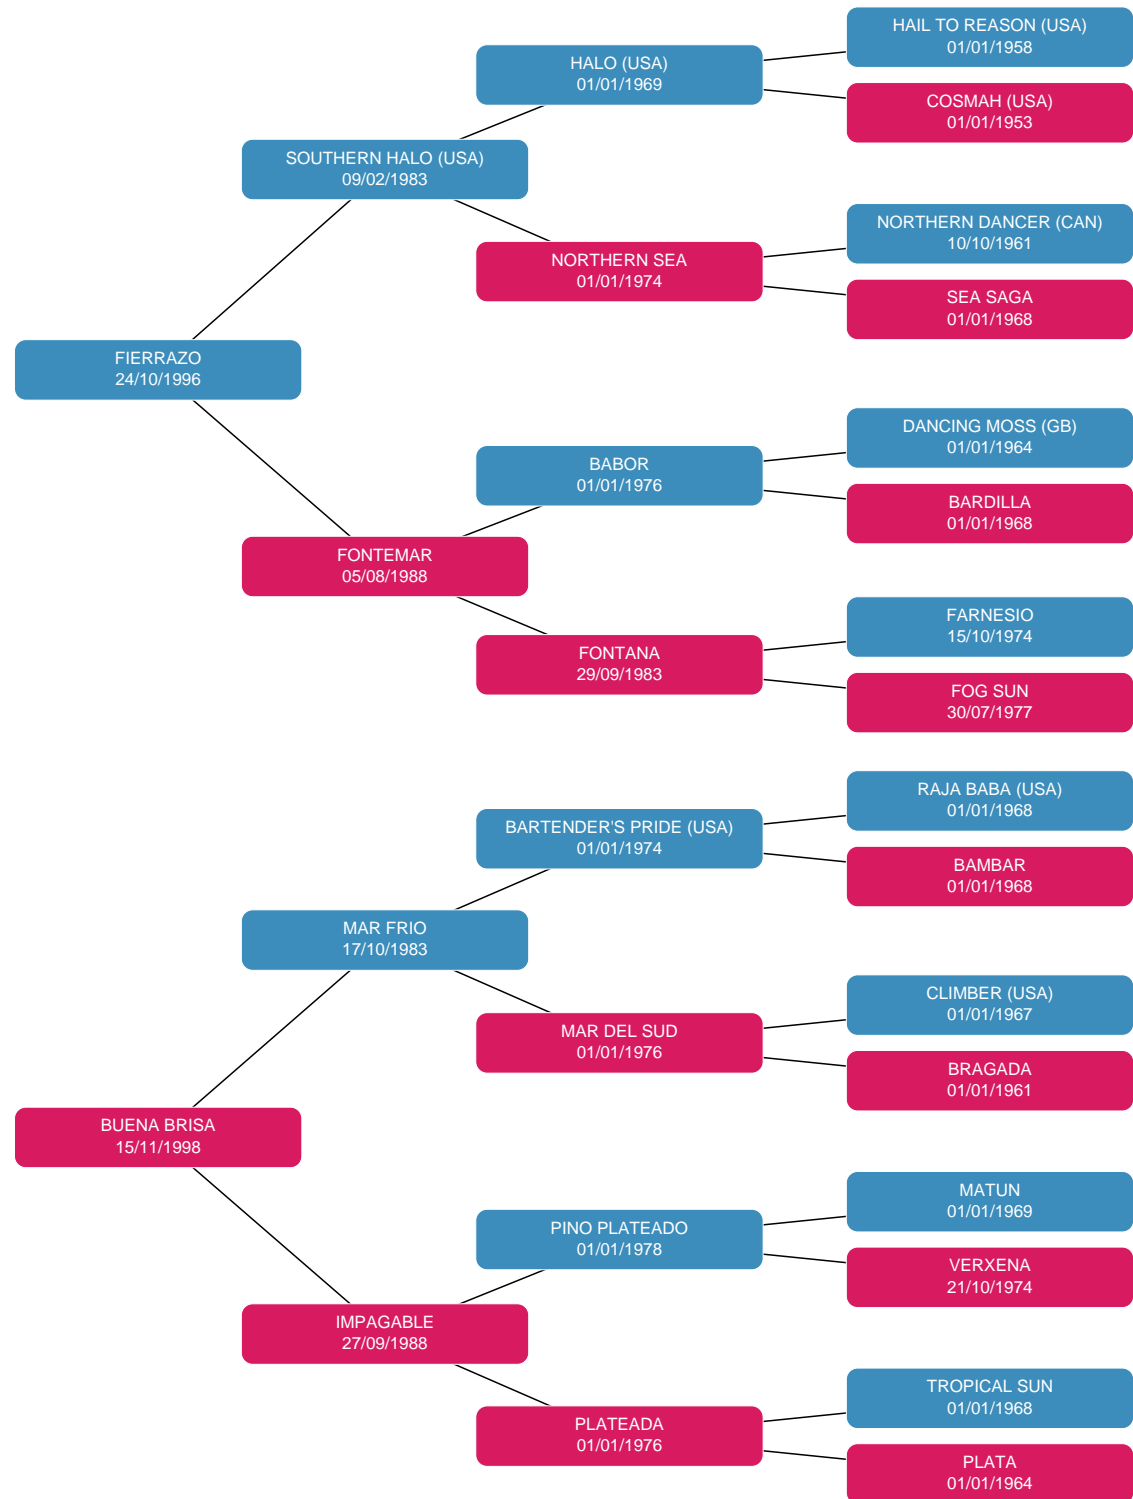 HAIL TO REASON (USA)
01/01/1958
HALO (USA)
01/01/1969
COSMAH (USA)
01/01/1953
SOUTHERN HALO (USA)
09/02/1983
NORTHERN DANCER (CAN)
10/10/1961
NORTHERN SEA
01/01/1974
SEA SAGA
01/01/1968
FIERRAZO
24/10/1996
DANCING MOSS (GB)
01/01/1964
BABOR
01/01/1976
BARDILLA
01/01/1968
FONTEMAR
05/08/1988
FARNESIO
15/10/1974
FONTANA
29/09/1983
FOG SUN
30/07/1977
RAJA BABA (USA)
01/01/1968
BARTENDER'S PRIDE (USA)
01/01/1974
BAMBAR
01/01/1968
MAR FRIO
17/10/1983
CLIMBER (USA)
01/01/1967
MAR DEL SUD
01/01/1976
BRAGADA
01/01/1961
BUENA BRISA
15/11/1998
MATUN
01/01/1969
PINO PLATEADO
01/01/1978
VERXENA
21/10/1974
IMPAGABLE
27/09/1988
TROPICAL SUN
01/01/1968
PLATEADA
01/01/1976
PLATA
01/01/1964